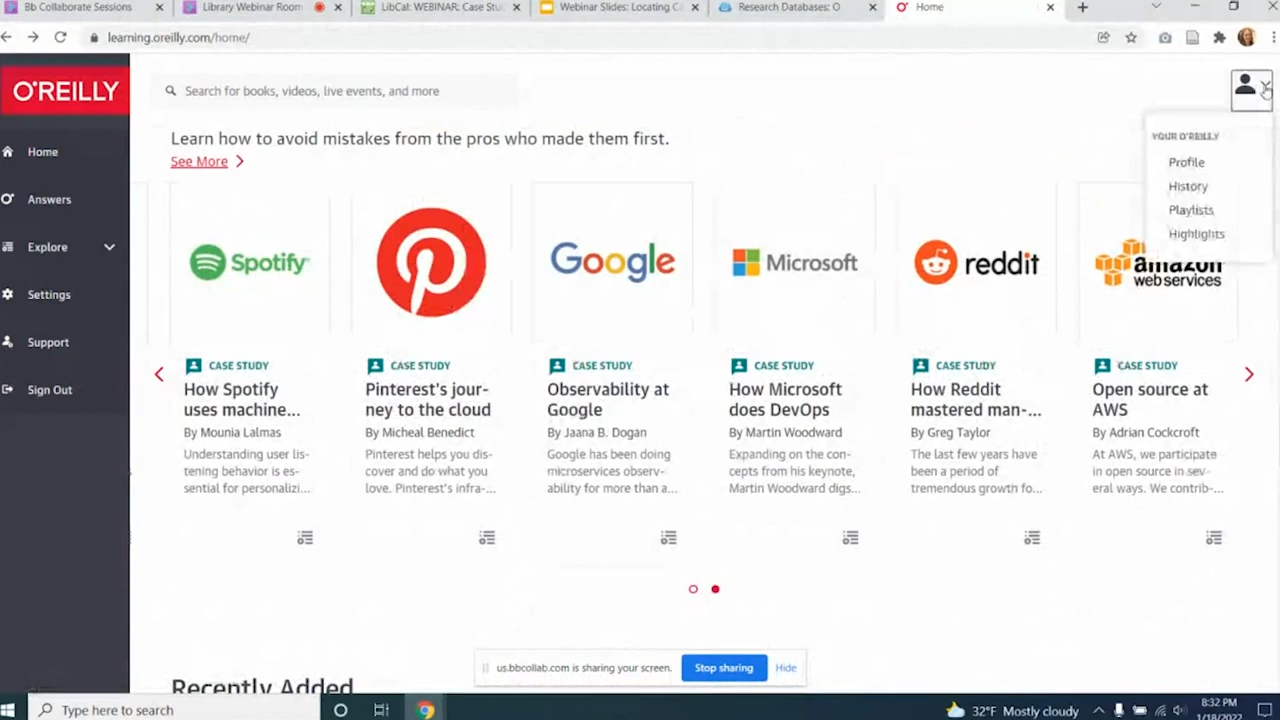 Bb Collaborate Sessions
Library Webinar Room
LibCal: WEBINAR: Case Stu
Webinar Slides: Locating C
Research Databases: O
Home
learning.oreilly.com/home/
O'REILLY
Search for books, videos, live events, and more
Home
Answers
Explore
Settings
Support
Sign Out
Learn how to avoid mistakes from the pros who made them first.
See More
YOUR O'REILLY
Profile
History
Playlists
Highlights
Spotify
Google
Microsoft
reddit
amazon
webservices
CASE STUDY
How Spotify
uses machine...
By Mounia Lalmas
Understanding user lis-
tening behavior is es-
sential for personalizi...
CASE STUDY
Pinterest's jour-
ney to the cloud
By Micheal Benedict
Pinterest helps you dis-
cover and do what you
love. Pinterest's infra-...
CASE STUDY
Observability at
Google
By Jaana B. Dogan
Google has been doing
microservices observ-
ability for more than a...
CASE STUDY
How Microsoft
does DevOps
By Martin Woodward
Expanding on the con-
cepts from his keynote,
Martin Woodward digs...
CASE STUDY
How Reddit
mastered man-...
By Greg Taylor
The last few years have
been a period of
tremendous growth fo...
CASE STUDY
Open source at
AWS
By Adrian Cockcroft
At AWS, we participate
in open source in sev-
eral ways. We contrib-...
us.bbcollab.com is sharing your screen.
Stop sharing
Hide
Recently Added
Type here to search
32°F Mostly cloudy
8:32 PM
1/18/2022